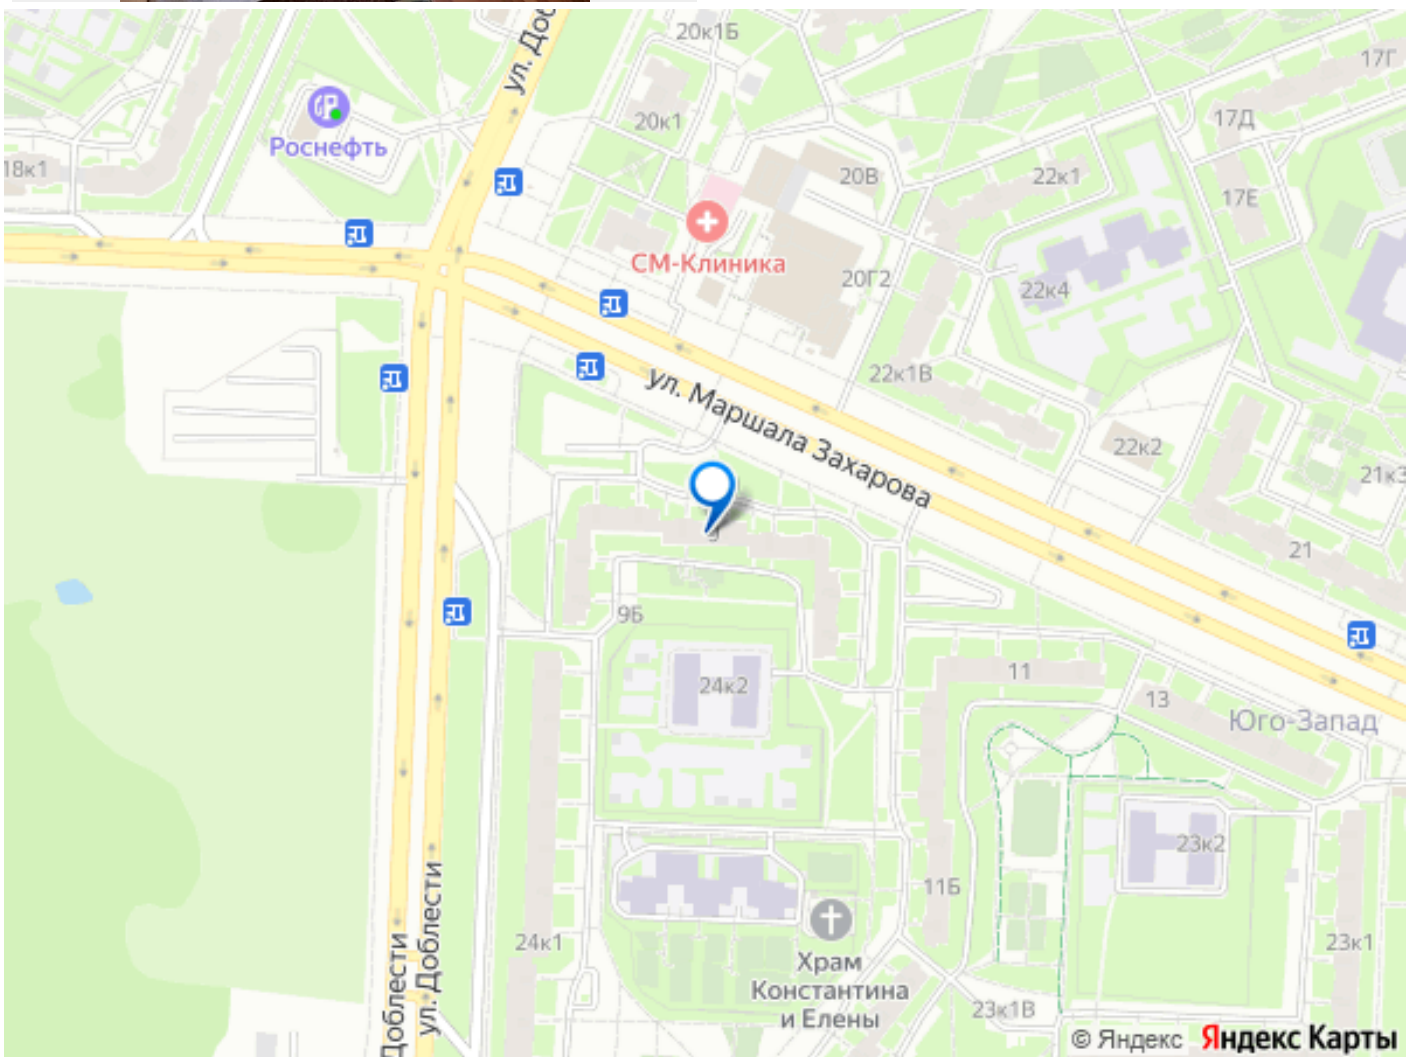 ул. Доб
20к1Б
17Г
20к1
17Д
Роснефть
18к1
20В
22к1
17Е
СМ-Клиника
20Г2
22к4
ул. Маршала Захарова
22к1В
22к2
21к3
21
9
9Б
24к2
11
13
Юго-Запад
23к2
11Б
ул. Доблести
Доблести
24к1
23к1
Храм
Константина
и Елены
23к1В
© Яндекс Яндекс Карты